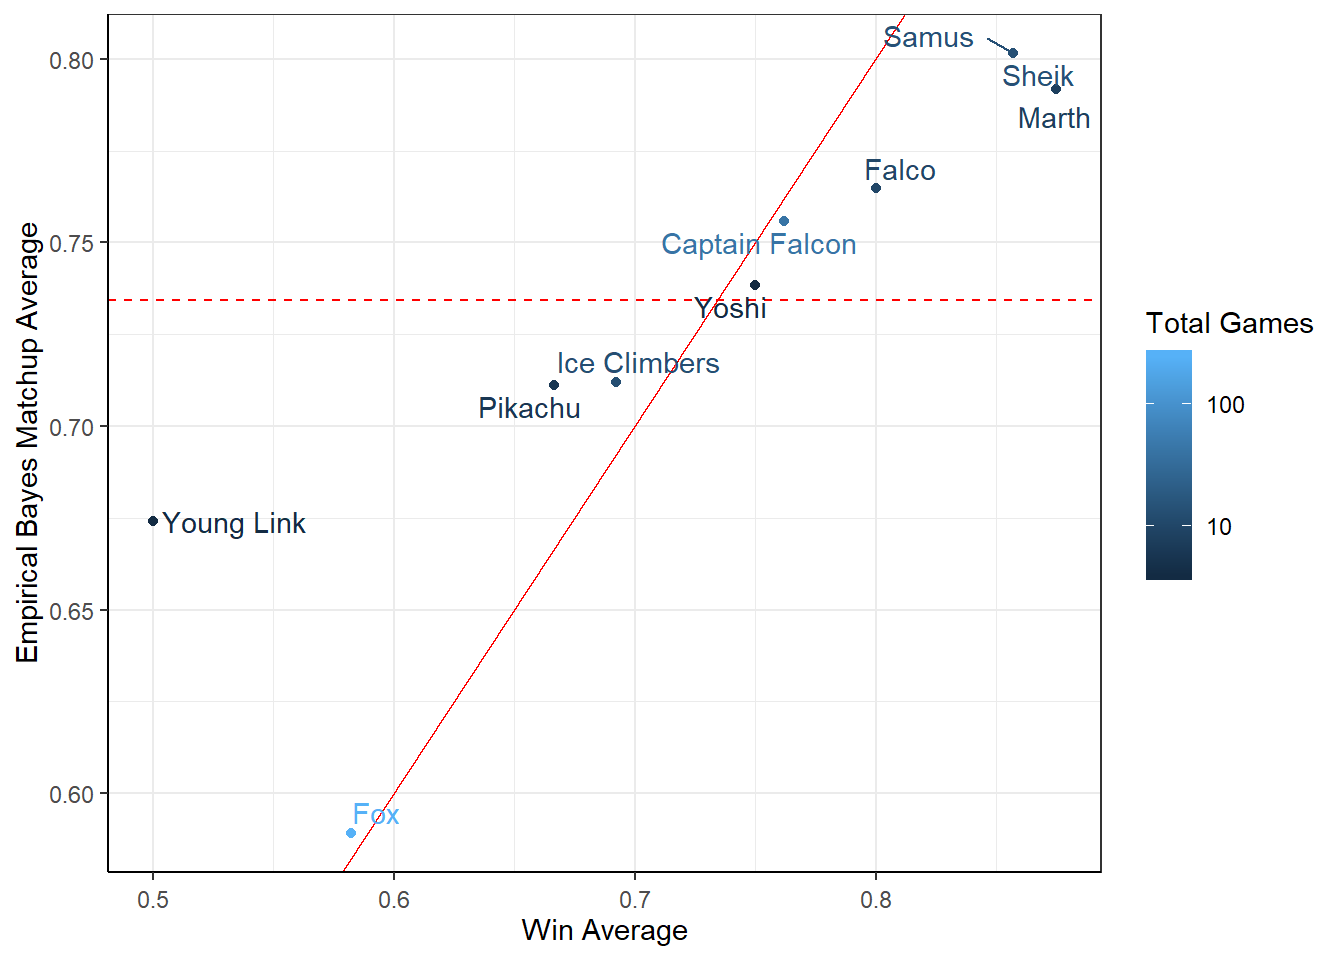 Empirical Bayes Matchup Average
0.80
0.75
0.70
0.65
0.60
Samus
Sheik
Marth
Falco
Captain Falcon
Yoshi
Ice Climbers
Pikachu
Young Link
Fox
0.5
0.6
0.7
0.8
Win Average
Total Games
100
10